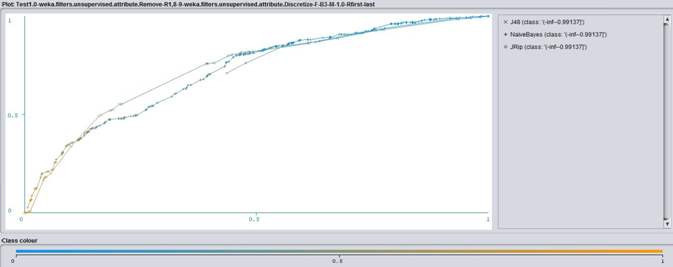 Plot: Test1.0-weka.filters.unsupervised.attribute.Remove-R1,8-9-weka.filters.unsupervised.attribute.Discretize-F-B3-M-1.0-Rfirst-last
1
0.5
0
0
0.5
1
J48 (class: '(-inf--0.99137]')
NaiveBayes (class: '(-inf--0.99137]')
JRip (class: '(-inf--0.99137]')
Class colour
0
0.5
1